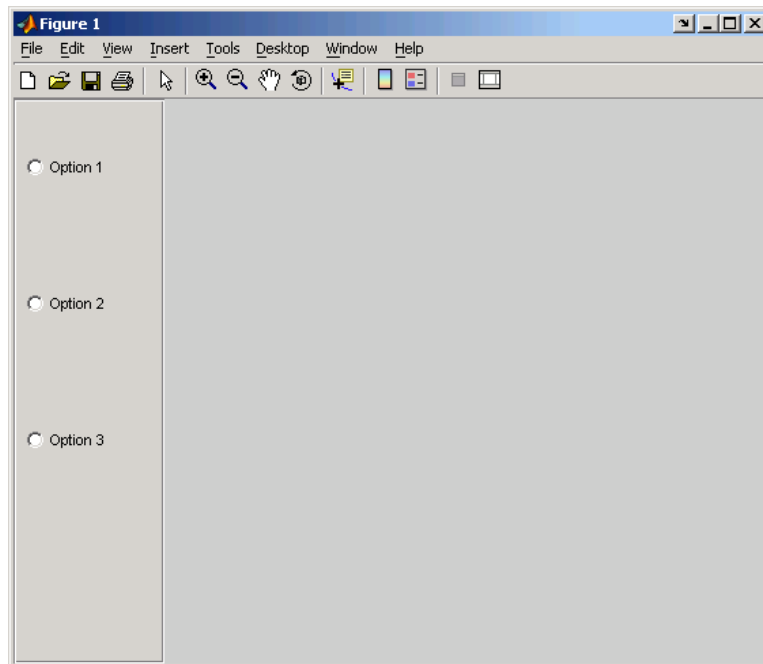 Figure 1
File Edit View Insert Tools Desktop Window Help
Option 1
Option 2
Option 3